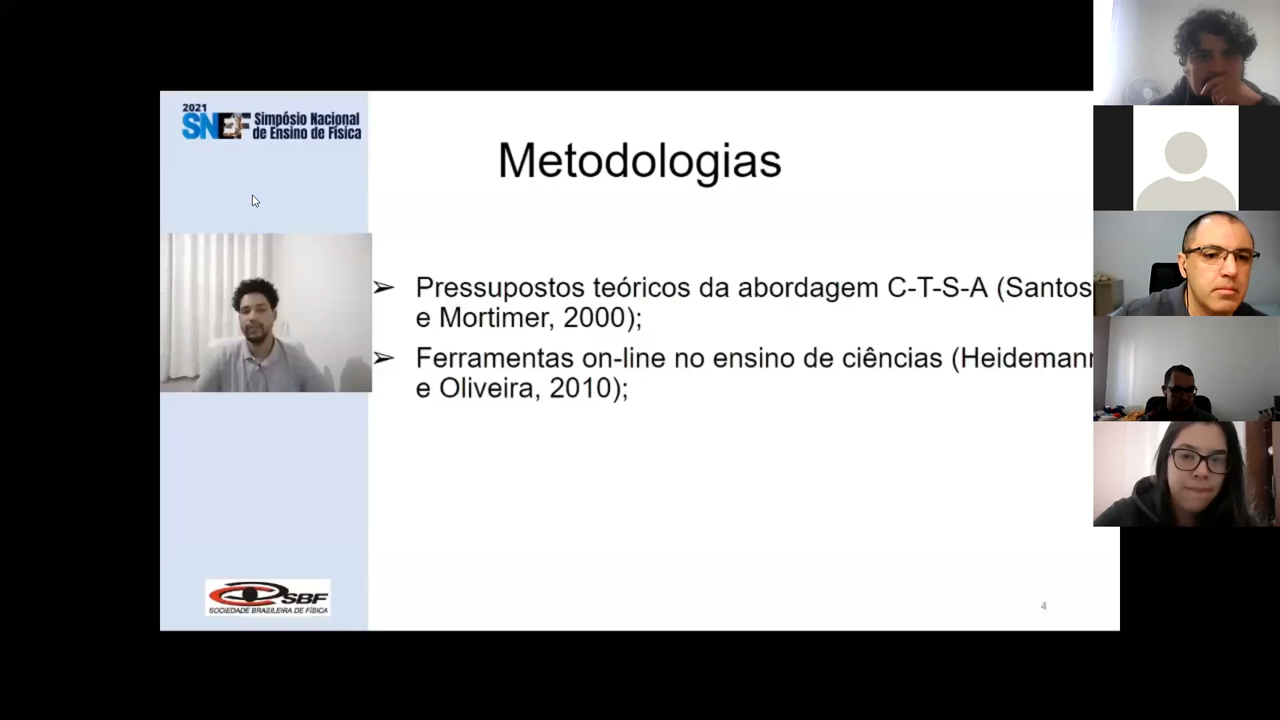 2021
SNEF Simpósio Nacional
de Ensino de Física
Metodologias
➢ Pressupostos teóricos da abordagem C-T-S-A (Santos
e Mortimer, 2000);
➢ Ferramentas on-line no ensino de ciências (Heidemann
e Oliveira, 2010);
SBF
SOCIEDADE BRASILEIRA DE FÍSICA
4